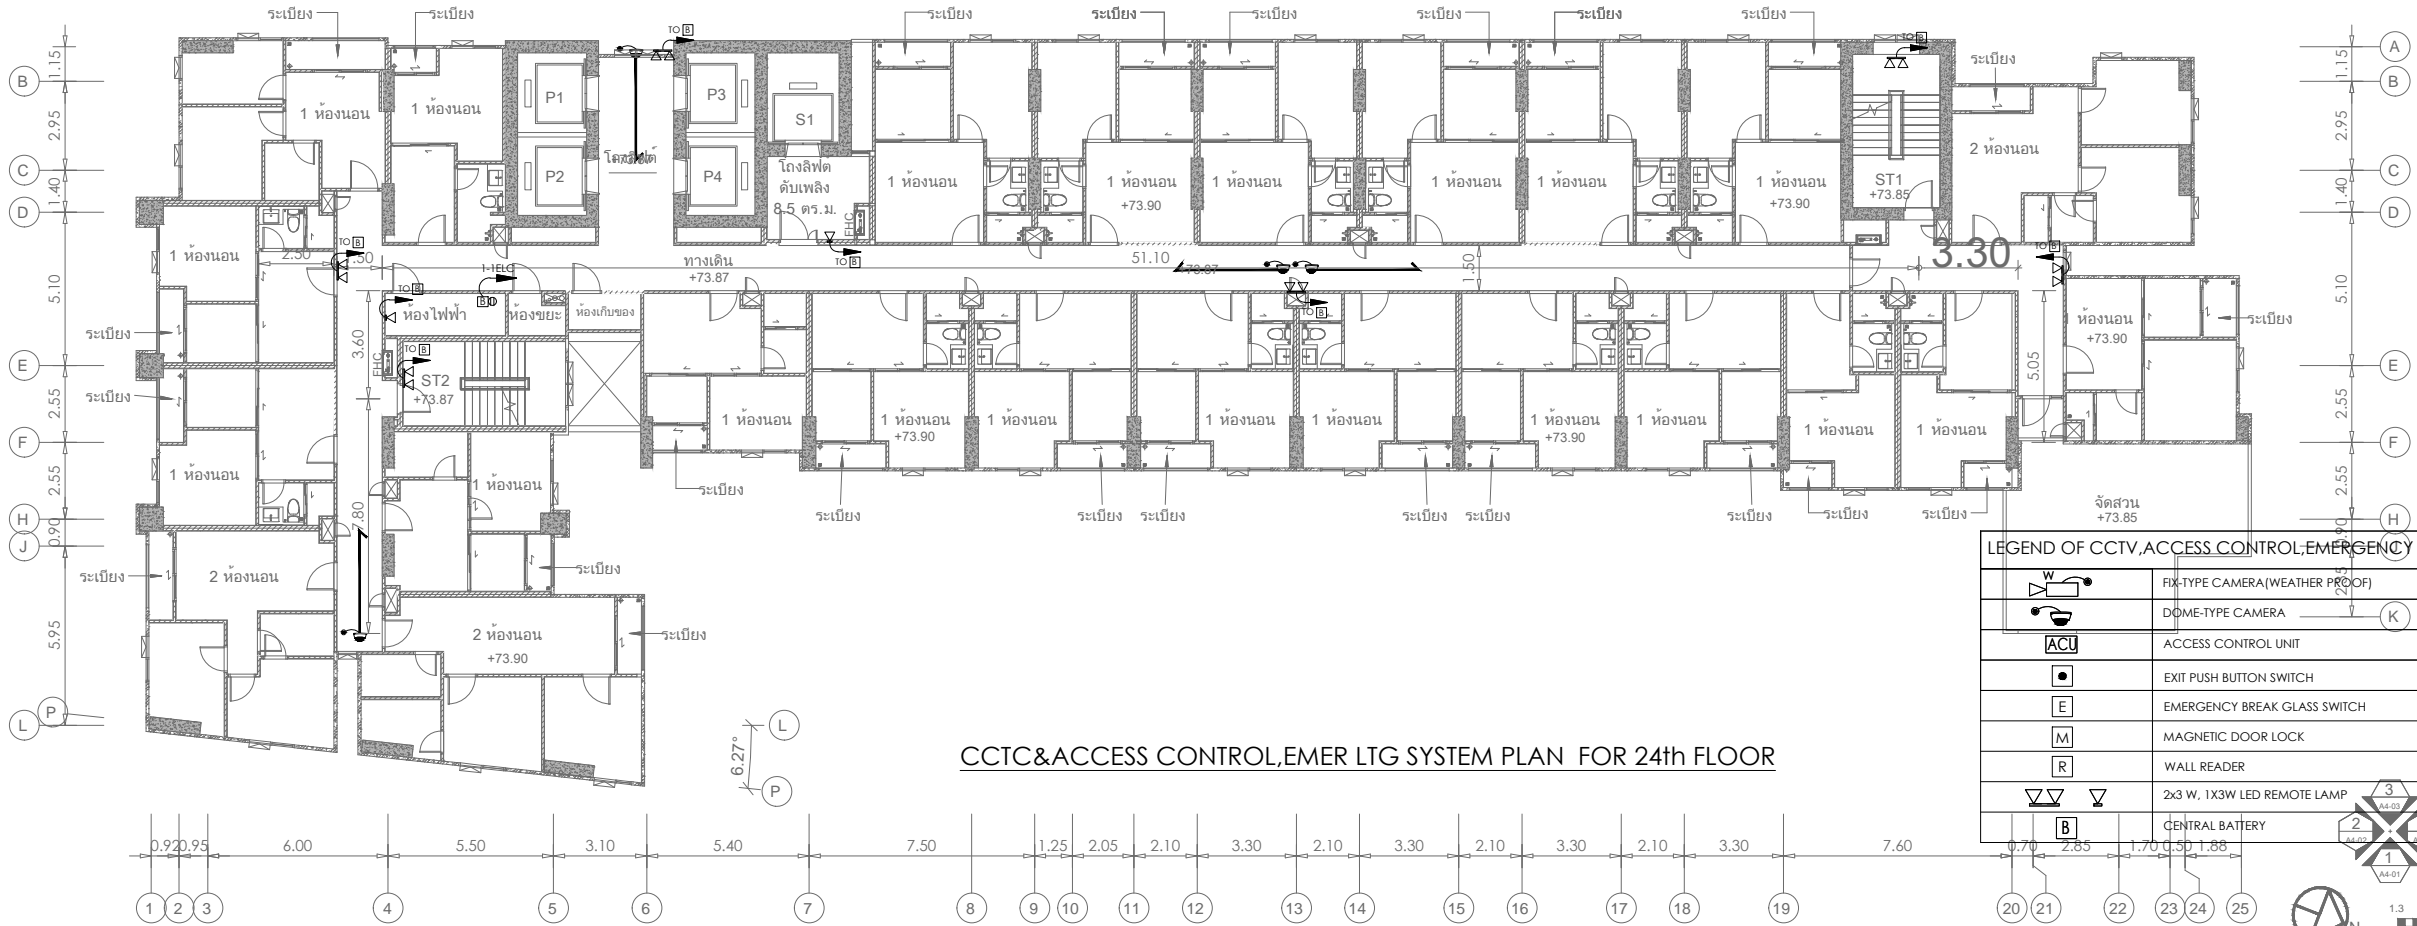 ระเบียง
ระเบียง
ระเบียง
ระเบียง
ระเบียง
ระเบียง
ระเบียง
ระเบียง
TO B
TO B
A
B
B
1.15
1.15
ระเบียง
P1
P3
S1
1 ห้องนอน
1 ห้องนอน
2.95
2.95
2 ห้องนอน
P2
P4
โถงลิฟต์
ดับเพลิง
8.5 ตร.ม.
FHC
1 ห้องนอน
1 ห้องนอน
+73.90
1 ห้องนอน
1 ห้องนอน
1 ห้องนอน
1 ห้องนอน
+73.90
ST1
+73.85
C
C
1.40
1.40
D
D
1 ห้องนอน
2.50
TO B
ทางเดิน
+73.87
TO B
51.10
+73.87
1.50
3.30
TO B
1-1ELC
B
TO B
ห้องไฟฟ้า
ห้องขยะ
ห้องเก็บของ
TO B
5.10
5.10
ระเบียง
3.60
FHC
TO B
ST2
+73.87
1 ห้องนอน
+73.90
ระเบียง
5.05
E
E
ระเบียง
2.55
2.55
1 ห้องนอน
1 ห้องนอน
+73.90
1 ห้องนอน
1 ห้องนอน
1 ห้องนอน
1 ห้องนอน
+73.90
1 ห้องนอน
1 ห้องนอน
1 ห้องนอน
F
F
1 ห้องนอน
1 ห้องนอน
2.55
2.55
ระเบียง
ระเบียง
ระเบียง
ระเบียง
ระเบียง
ระเบียง
ระเบียง
ระเบียง
ระเบียง
จัดสวน
+73.85
7.80
H
H
0.90
0.90
J
ระเบียง
2 ห้องนอน
ระเบียง
5.95
2 ห้องนอน
+73.90
ระเบียง
K
L
P
L
6.27°
P
LEGEND OF CCTV,ACCESS CONTROL,EMERGENCY
W
FIX-TYPE CAMERA(WEATHER PROOF)
DOME-TYPE CAMERA
ACU
ACCESS CONTROL UNIT
EXIT PUSH BUTTON SWITCH
E
EMERGENCY BREAK GLASS SWITCH
M
MAGNETIC DOOR LOCK
R
WALL READER
2x3 W, 1X3W LED REMOTE LAMP
B
CENTRAL BATTERY
CCTC&ACCESS CONTROL,EMER LTG SYSTEM PLAN FOR 24th FLOOR
3
A4-03
2
A4-02
1
A4-01
0.92 0.95 6.00 5.50 3.10 5.40 7.50 1.25 2.05 2.10 3.30 2.10 3.30 2.10 3.30 2.10 3.30 7.60 0.70 2.85 1.70 0.50 1.88
1 2 3 4 5 6 7 8 9 10 11 12 13 14 15 16 17 18 19 20 21 22 23 24 25
N
1.3